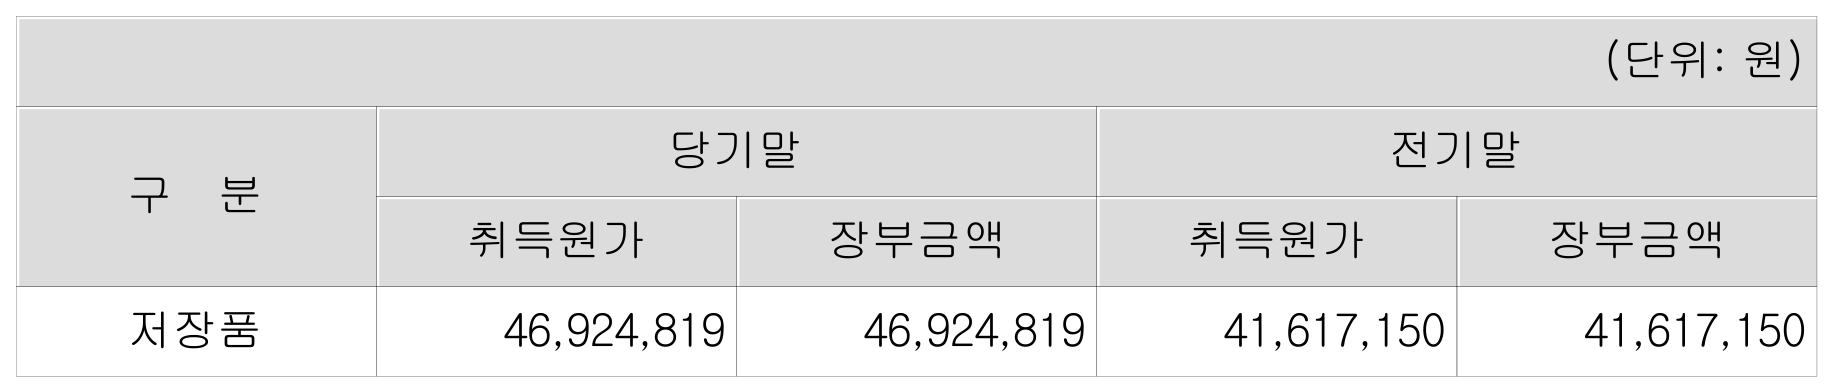 (단위: 원)
구 분 당기말 전기말
취득원가 장부금액 취득원가 장부금액
저장품 46,924,819 46,924,819 41,617,150 41,617,150